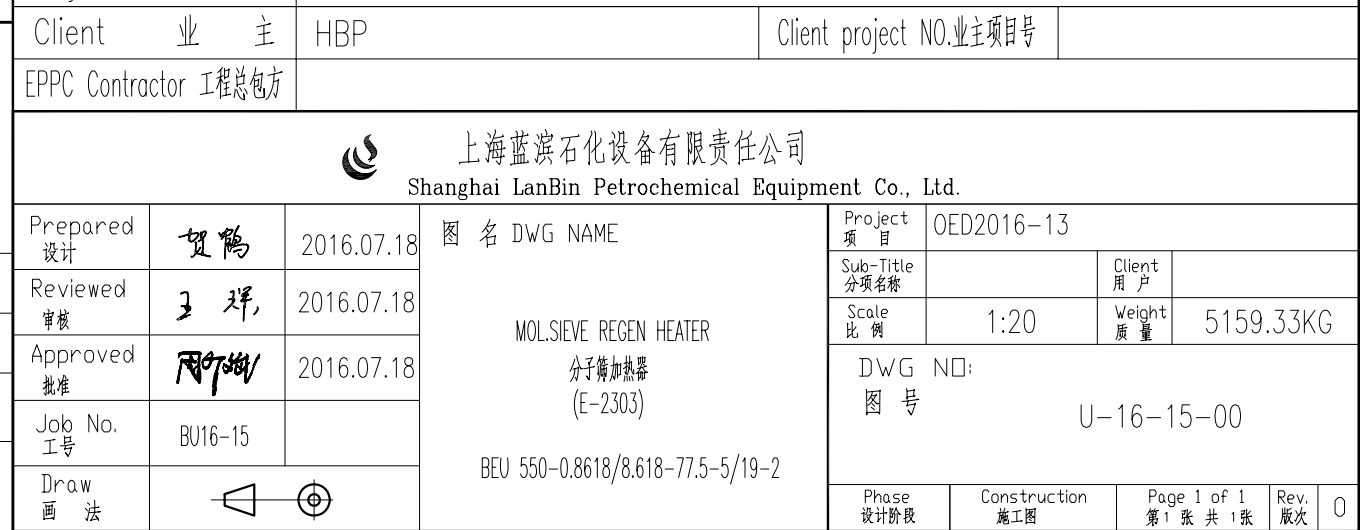 Client 业 主 HBP Client project NO.业主项目号
EPPC Contractor 工程总包方
上海蓝滨石化设备有限责任公司
Shanghai LanBin Petrochemical Equipment Co., Ltd.
Prepared
设计
贺鹤
2016.07.18
Reviewed
审核
王 洋
2016.07.18
Approved
批准
2016.07.18
Job No.
工号
BU16-15
Draw
画 法
图 名 DWG NAME
MOL.SIEVE REGEN HEATER
分子筛加热器
(E-2303)
BEU 550-0.8618/8.618-77.5-5/19-2
Project
项 目
OED2016-13
Sub-Title
分项名称
Client
用 户
Scale
比 例
1:20
Weight
质 量
5159.33KG
DWG NO:
图 号
U-16-15-00
Phase
设计阶段
Construction
施工图
Page 1 of 1
第1 张 共 1张
Rev.
版次
0